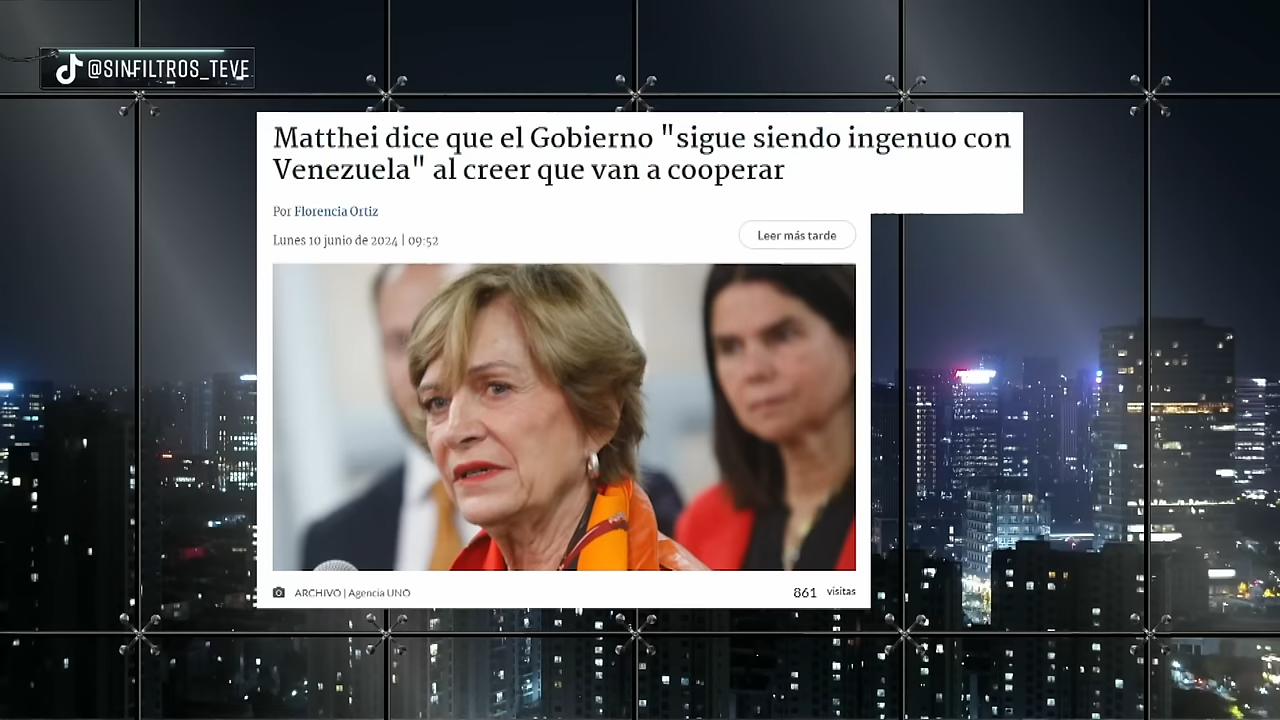 @SINFILTROS_TEVE
Matthei dice que el Gobierno "sigue siendo ingenuo con
Venezuela" al creer que van a cooperar
Por Florencia Ortiz
Lunes 10 junio de 2024 | 09:52
Leer más tarde
ARCHIVO | Agencia UNO
861 visitas